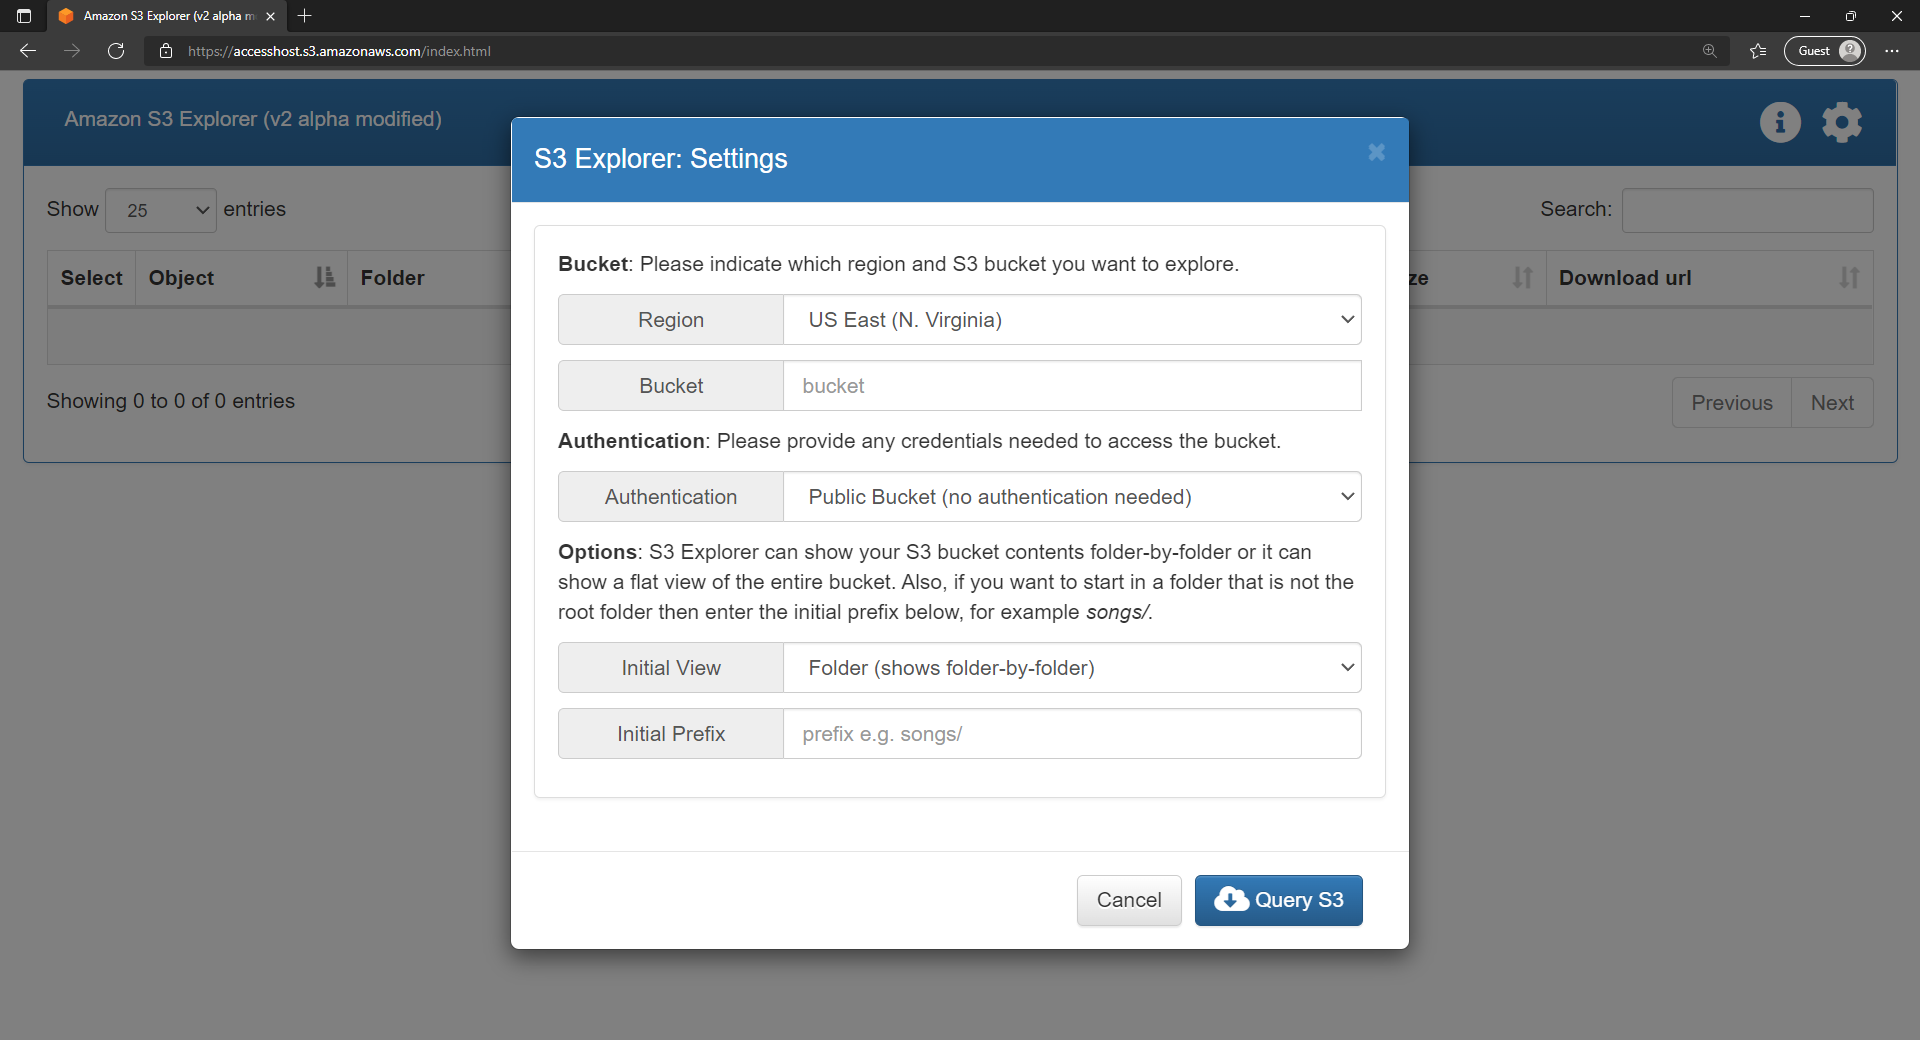 Amazon S3 Explorer (v2 alpha m
https://accesshost.s3.amazonaws.com/index.html
Guest
Amazon S3 Explorer (v2 alpha modified)
S3 Explorer: Settings
Show 25 entries
Search:
Select Object Folder ze Download url
Showing 0 to 0 of 0 entries
Previous Next
Bucket: Please indicate which region and S3 bucket you want to explore.
Region US East (N. Virginia)
Bucket bucket
Authentication: Please provide any credentials needed to access the bucket.
Authentication Public Bucket (no authentication needed)
Options: S3 Explorer can show your S3 bucket contents folder-by-folder or it can
show a flat view of the entire bucket. Also, if you want to start in a folder that is not the
root folder then enter the initial prefix below, for example songs/.
Initial View Folder (shows folder-by-folder)
Initial Prefix prefix e.g. songs/
Cancel Query S3